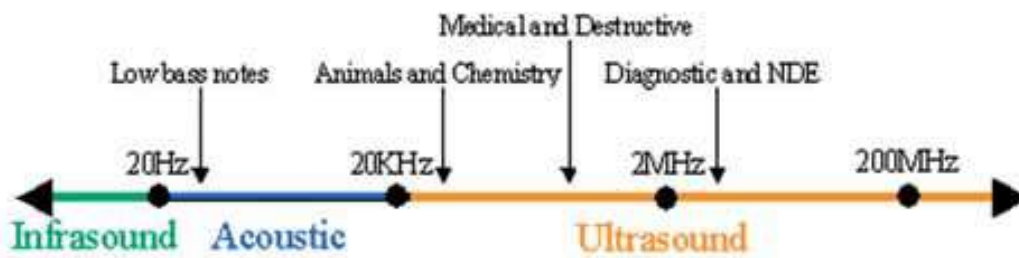 Medical and Destructive
Low bass notes Animals and Chemistry Diagnostic and NDE
20Hz 20KHz 2MHz 200MHz
Infrasound Acoustic Ultrasound